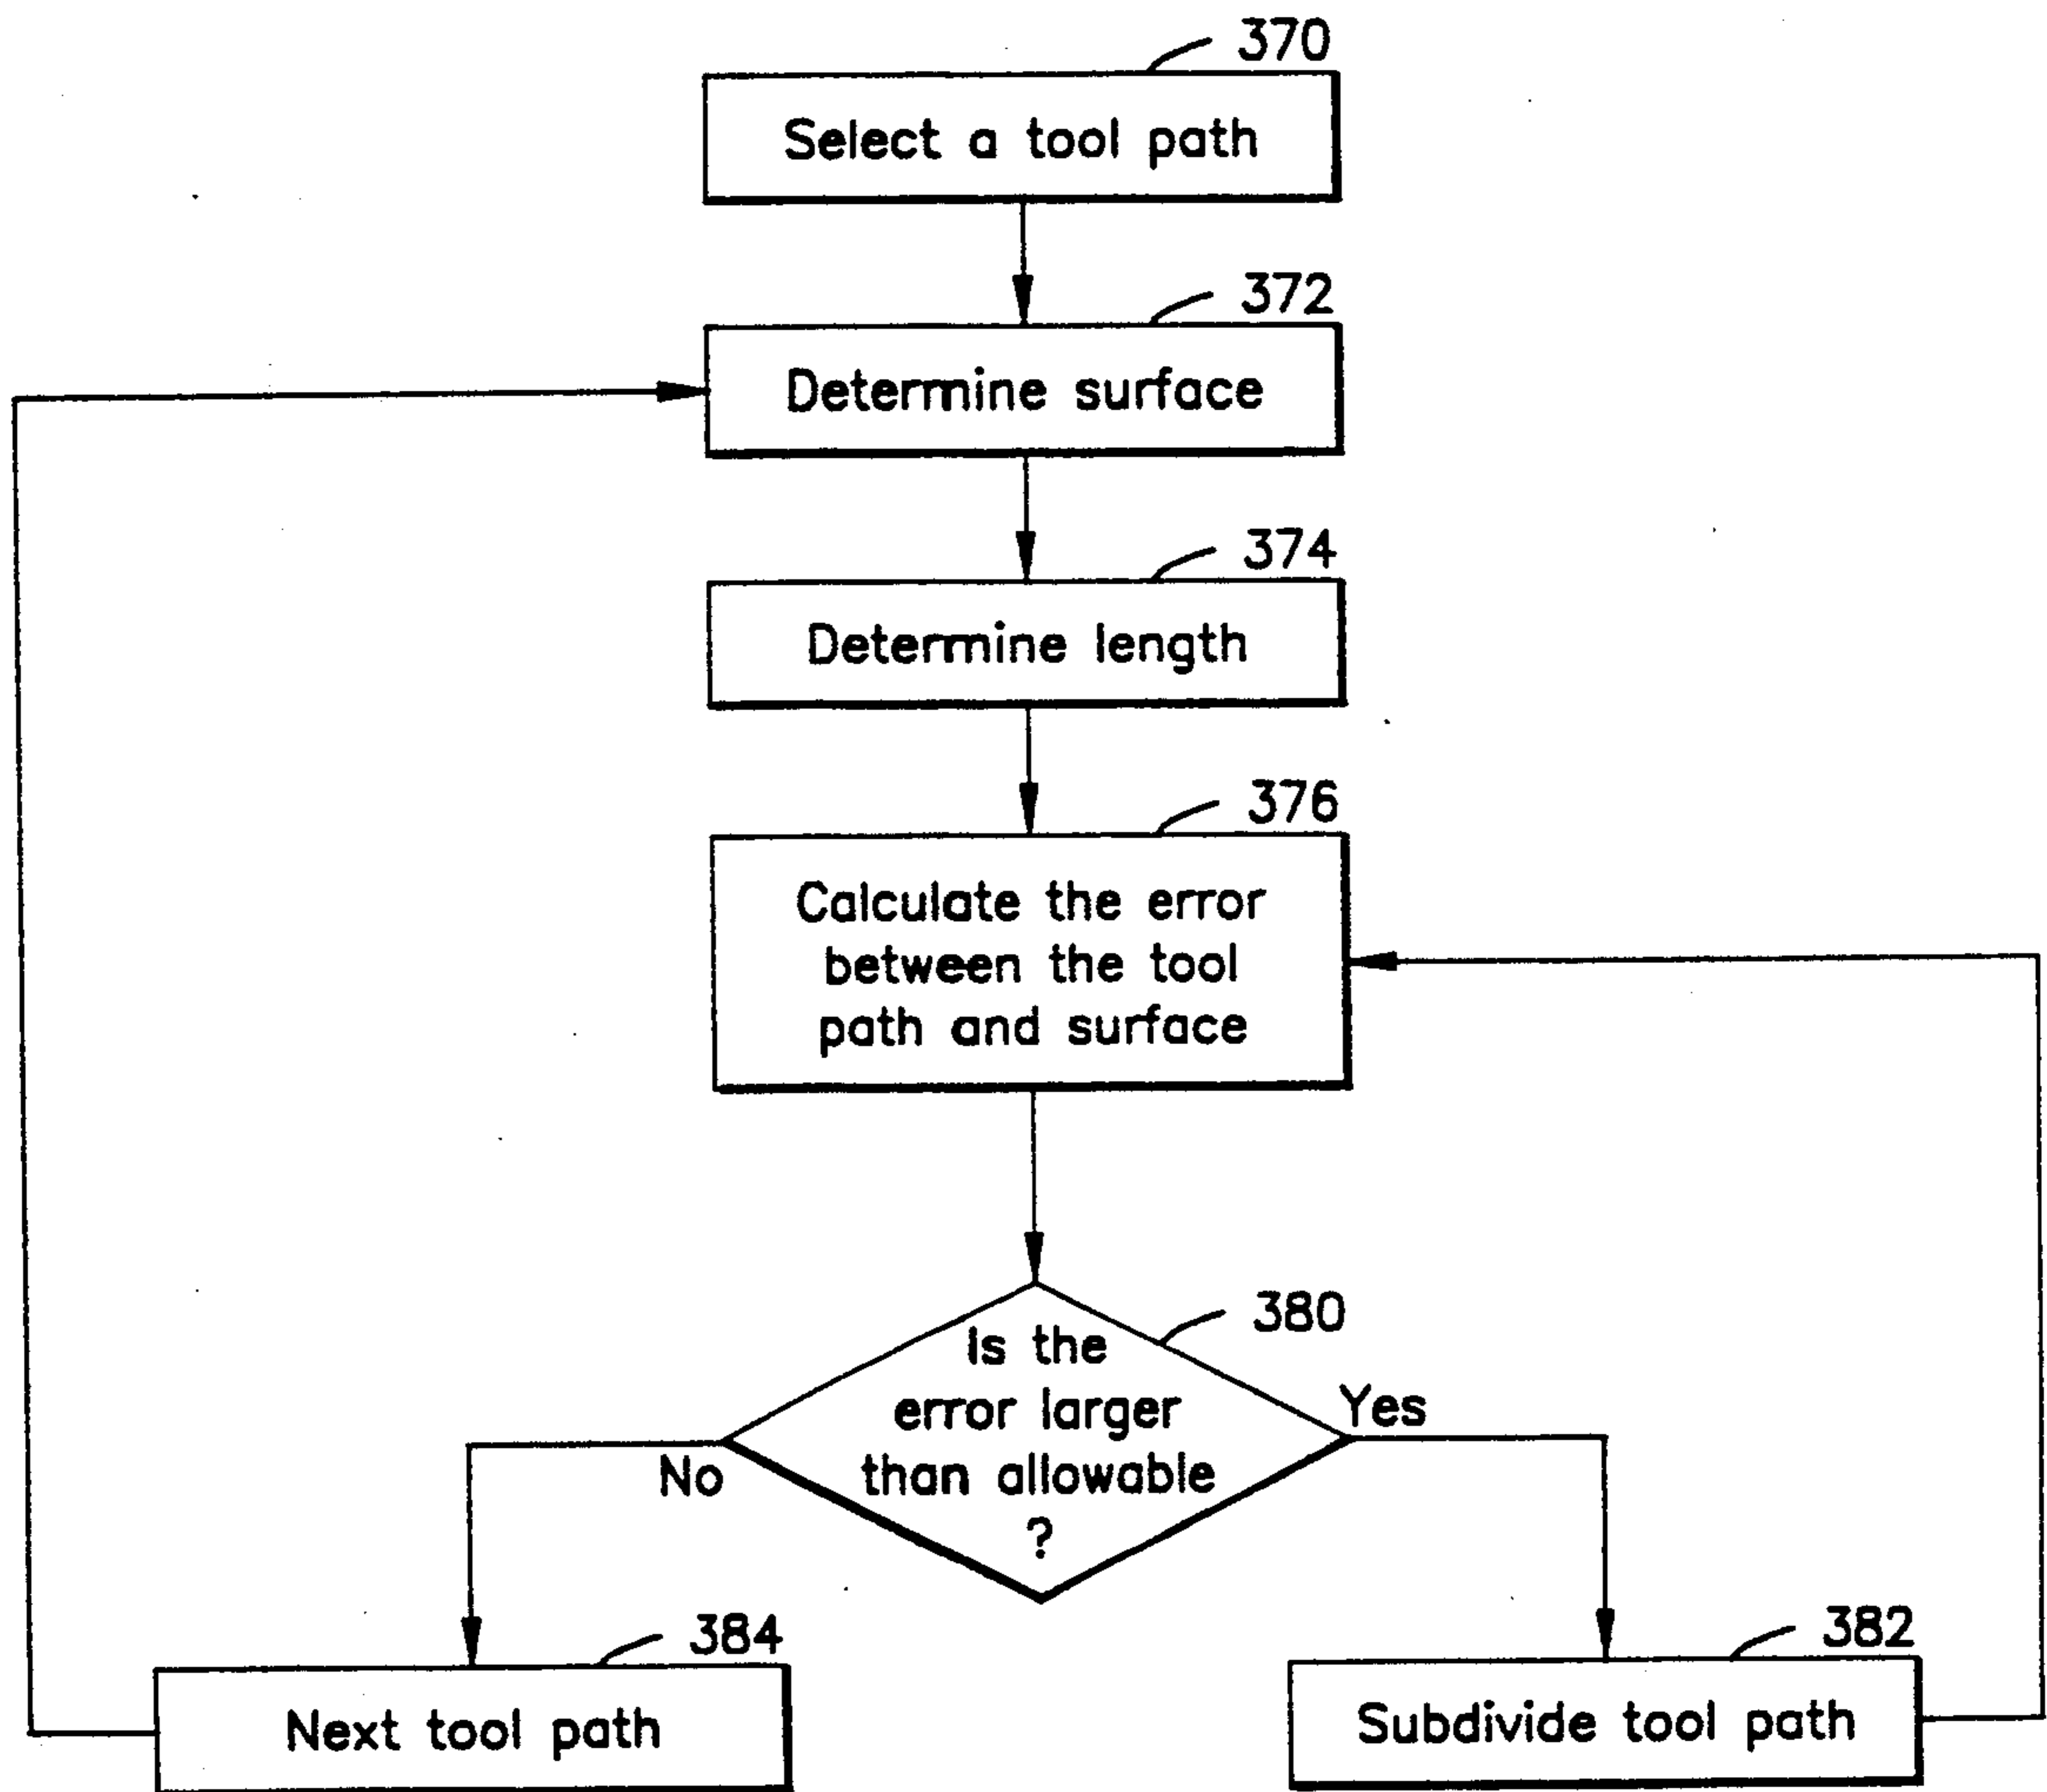 370
Select a tool path
372
Determine surface
374
Determine length
376
Calculate the error
between the tool
path and surface
380
Is the
error larger
than allowable
?
Yes
No
384
Next tool path
382
Subdivide tool path